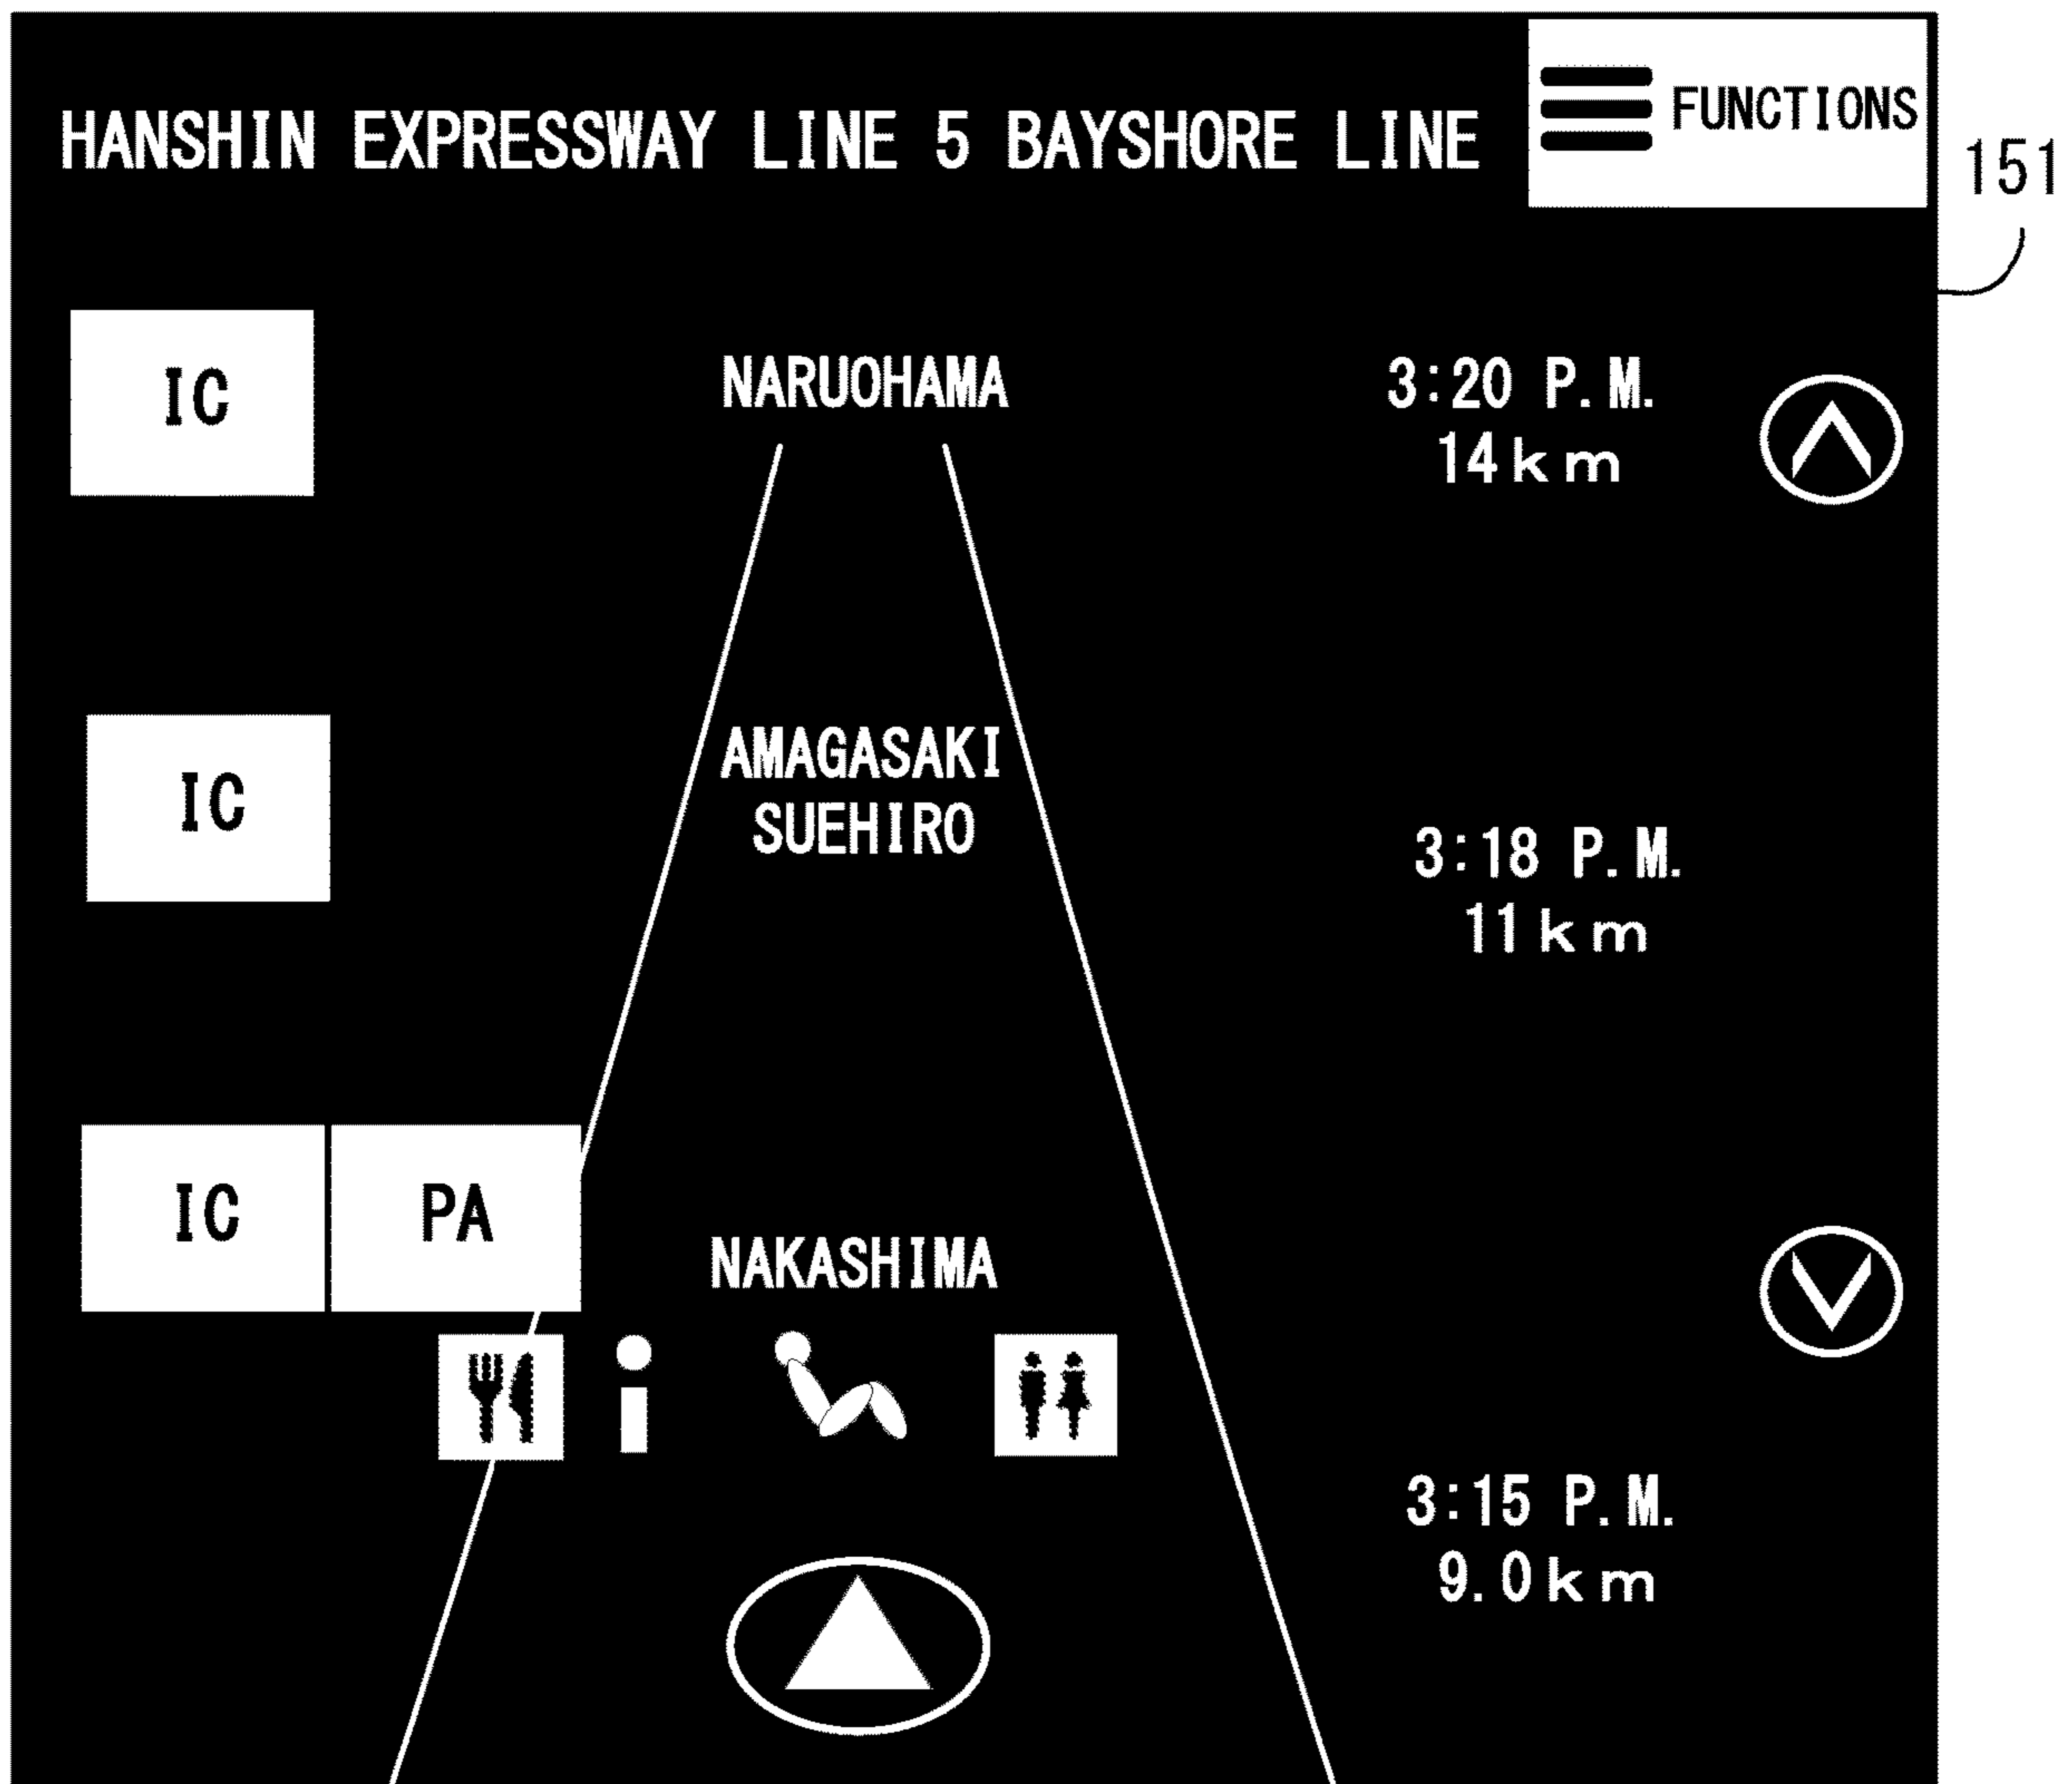 HANSHIN EXPRESSWAY LINE 5 BAYSHORE LINE
FUNCTIONS
151
IC
NARUOHAMA
3:20 P.M.
14km
IC
AMAGASAKI
SUEHIRO
3:18 P.M.
11km
IC
PA
NAKASHIMA
3:15 P.M.
9.0km